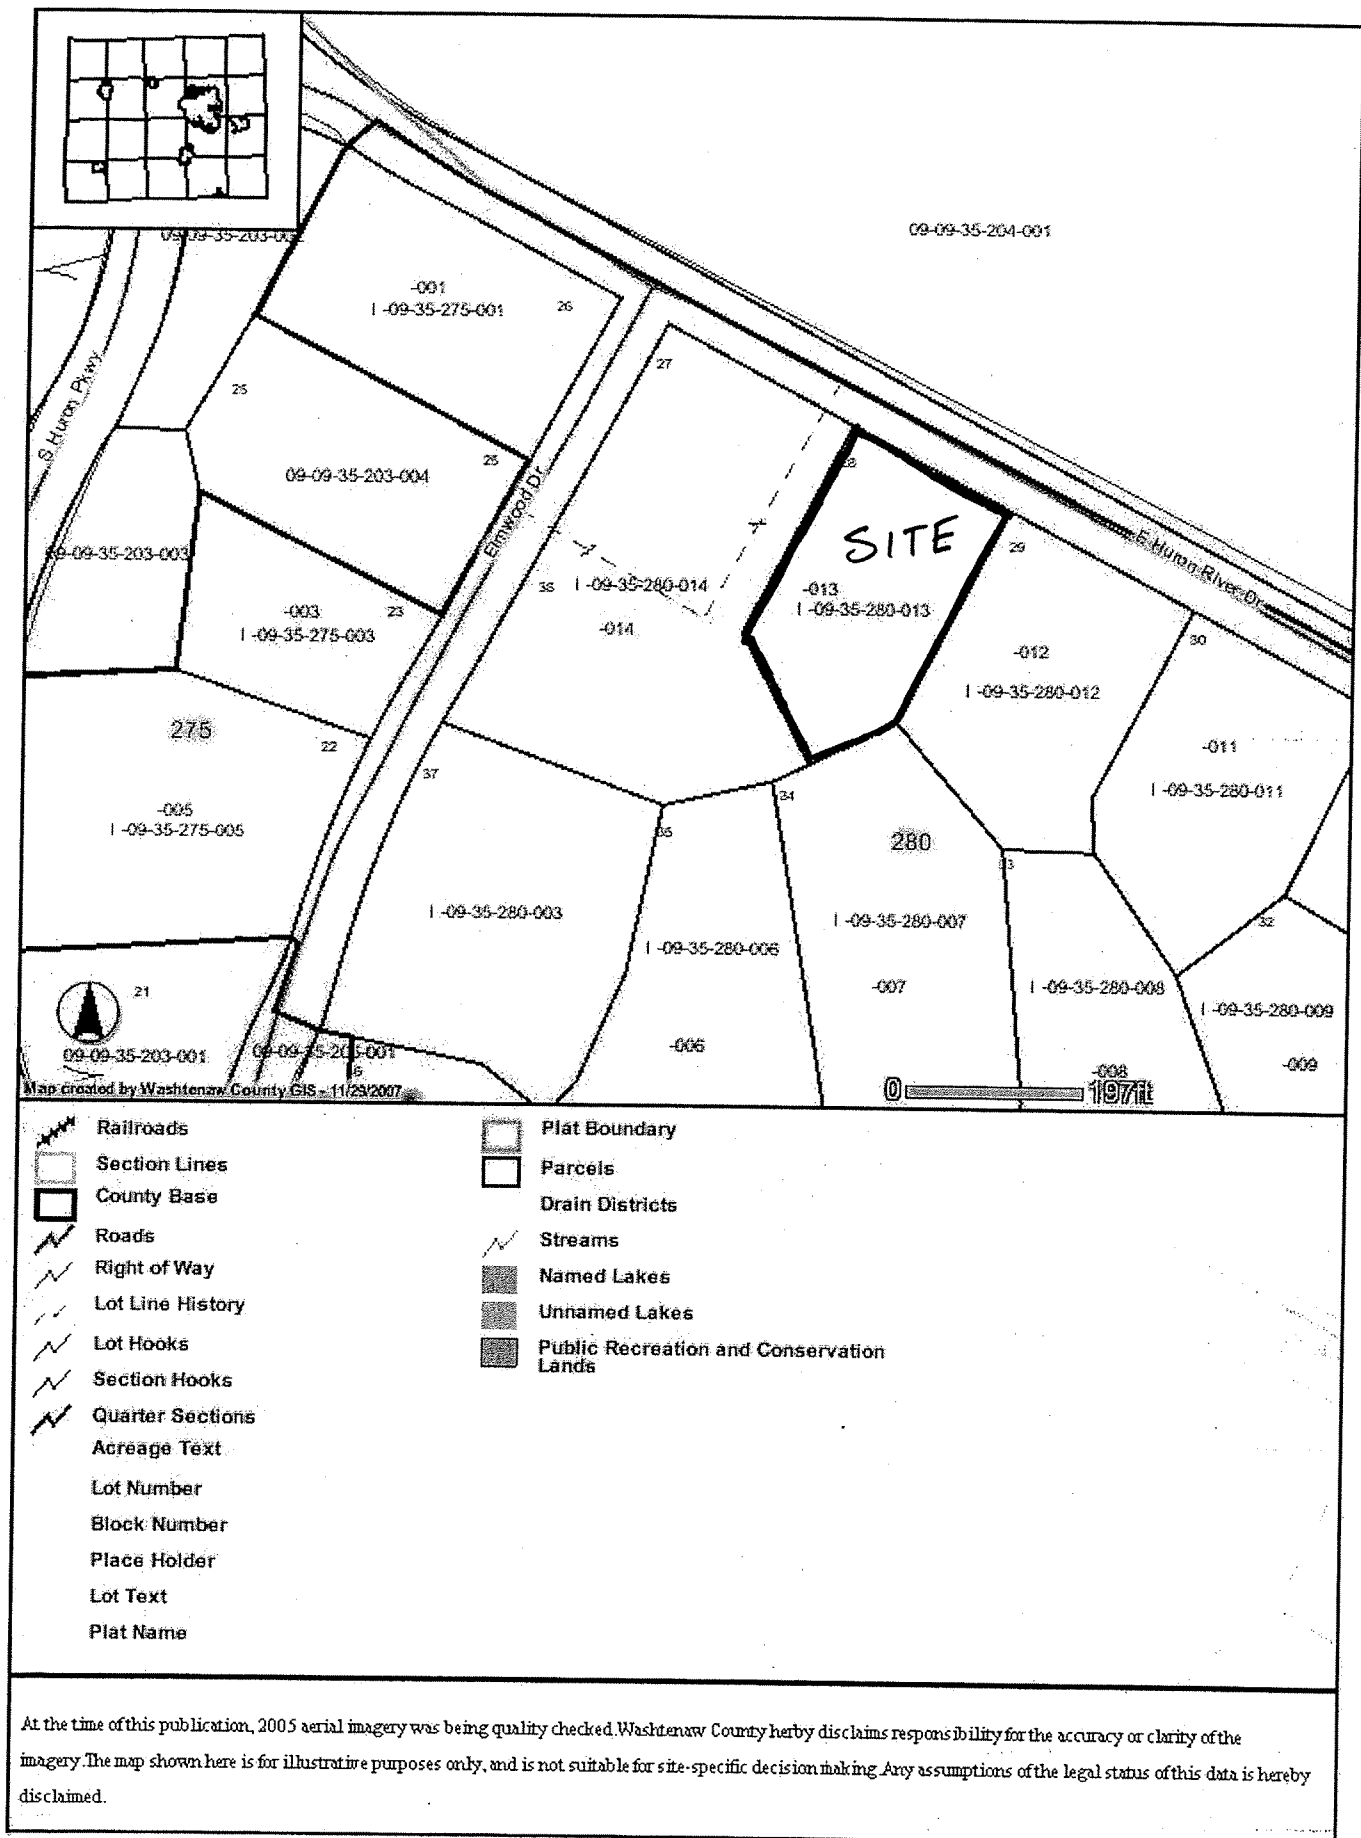 09-09-35-204-001
-001
I -09-35-275-001
26
27
S Huron Pkwy
25
25
09-09-35-203-004
Elmwood Dr
28
SITE
E Huron River Dr
29
09-09-35-203-003
-003
23
I -09-35-275-003
I -09-35-280-014
-014
-013
I -09-35-280-013
-012
I -09-35-280-012
30
275
22
-005
I -09-35-275-005
37
34
35
280
33
-011
I -09-35-280-011
I -09-35-280-003
I -09-35-280-006
-006
I -09-35-280-007
-007
I -09-35-280-008
-008
32
I -09-35-280-009
-009
21
09-09-35-203-001
Map created by Washtenaw County GIS - 11/29/2007
0 197ft
Railroads
Section Lines
County Base
Roads
Right of Way
Lot Line History
Lot Hooks
Section Hooks
Quarter Sections
Acreage Text
Lot Number
Block Number
Place Holder
Lot Text
Plat Name
Plat Boundary
Parcels
Drain Districts
Streams
Named Lakes
Unnamed Lakes
Public Recreation and Conservation
Lands
At the time of this publication, 2005 aerial imagery was being quality checked.Washtenaw County herby disclaims responsibility for the accuracy or clarity of the
imagery.The map shown here is for illustrative purposes only, and is not suitable for site-specific decision making.Any assumptions of the legal status of this data is hereby
disclaimed.